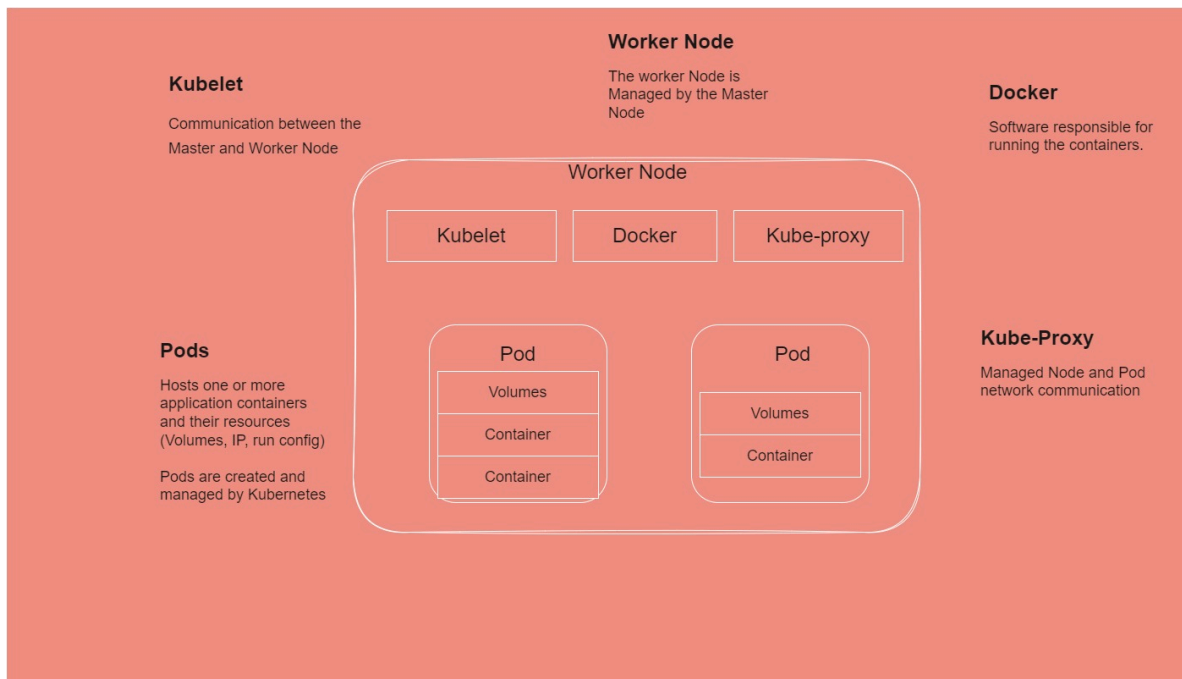 Worker Node
The worker Node is
Managed by the Master
Node
Kubelet
Communication between the
Master and Worker Node
Docker
Software responsible for
running the containers.
Worker Node
Kubelet
Docker
Kube-proxy
Pods
Hosts one or more
application containers
and their resources
(Volumes, IP, run config)
Pods are created and
managed by Kubernetes
Pod
Volumes
Container
Container
Pod
Volumes
Container
Kube-Proxy
Managed Node and Pod
network communication